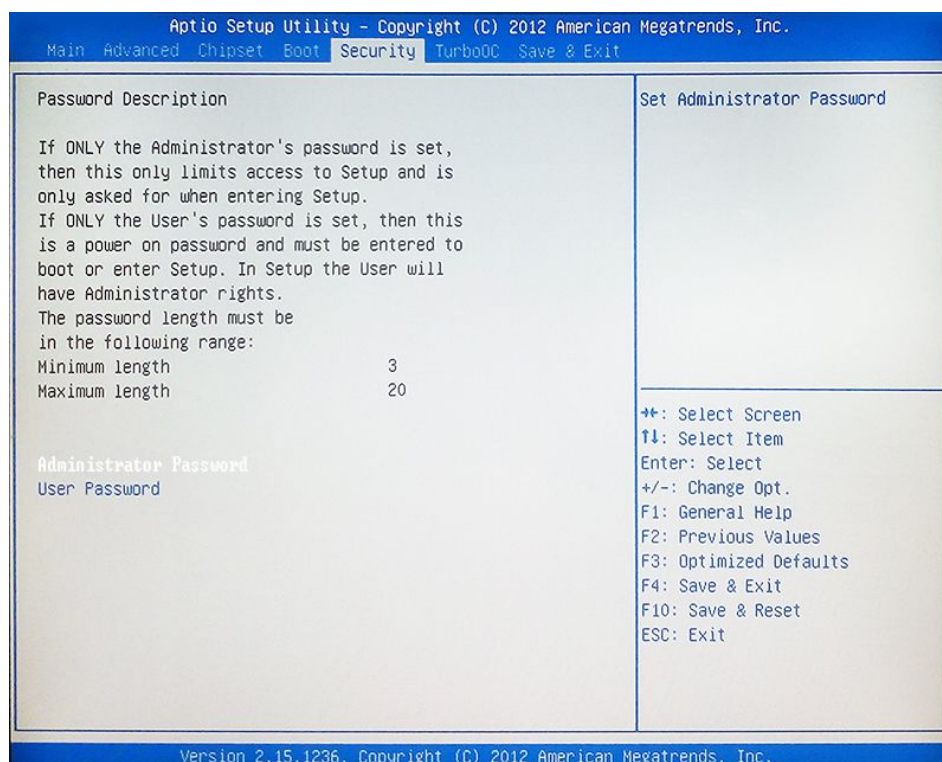 Aptio Setup Utility – Copyright (C) 2012 American Megatrends, Inc.
Main Advanced Chipset Boot Security TurboOC Save & Exit
Password Description
If ONLY the Administrator's password is set,
then this only limits access to Setup and is
only asked for when entering Setup.
If ONLY the User's password is set, then this
is a power on password and must be entered to
boot or enter Setup. In Setup the User will
have Administrator rights.
The password length must be
in the following range:
Minimum length 3
Maximum length 20
Administrator Password
User Password
Set Administrator Password
→←: Select Screen
↑↓: Select Item
Enter: Select
+/-: Change Opt.
F1: General Help
F2: Previous Values
F3: Optimized Defaults
F4: Save & Exit
F10: Save & Reset
ESC: Exit
Version 2.15.1236. Copyright (C) 2012 American Megatrends, Inc.